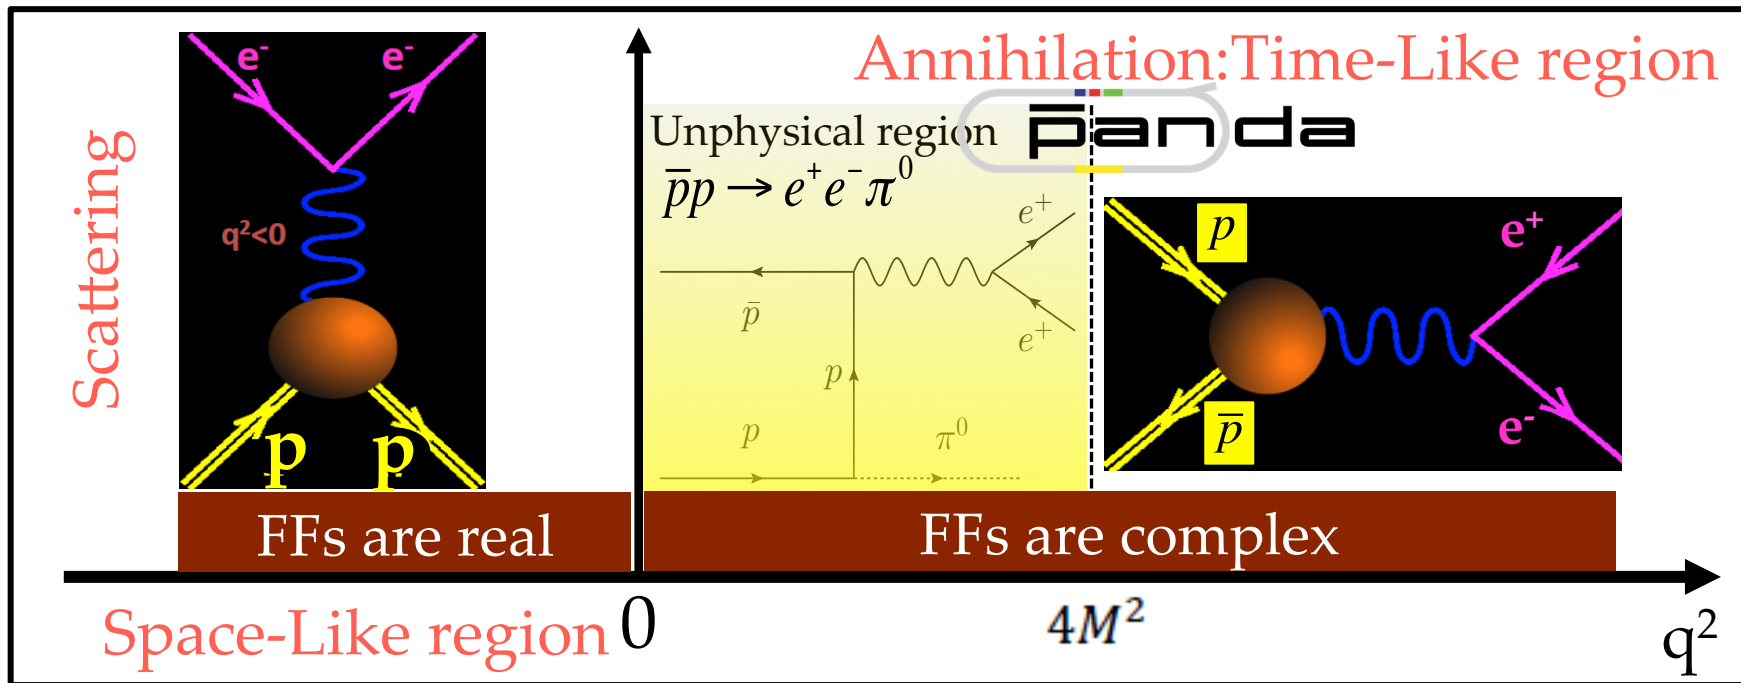 Annihilation:Time-Like region
Scattering
e⁻ e⁻
q²<0
p p
Unphysical region
p̄p → e⁺e⁻π⁰
p̄anda
e⁺
p̄
e⁺
p
p π⁰
p
p̄
e⁺
e⁻
FFs are real
FFs are complex
Space-Like region
0
4M²
q²